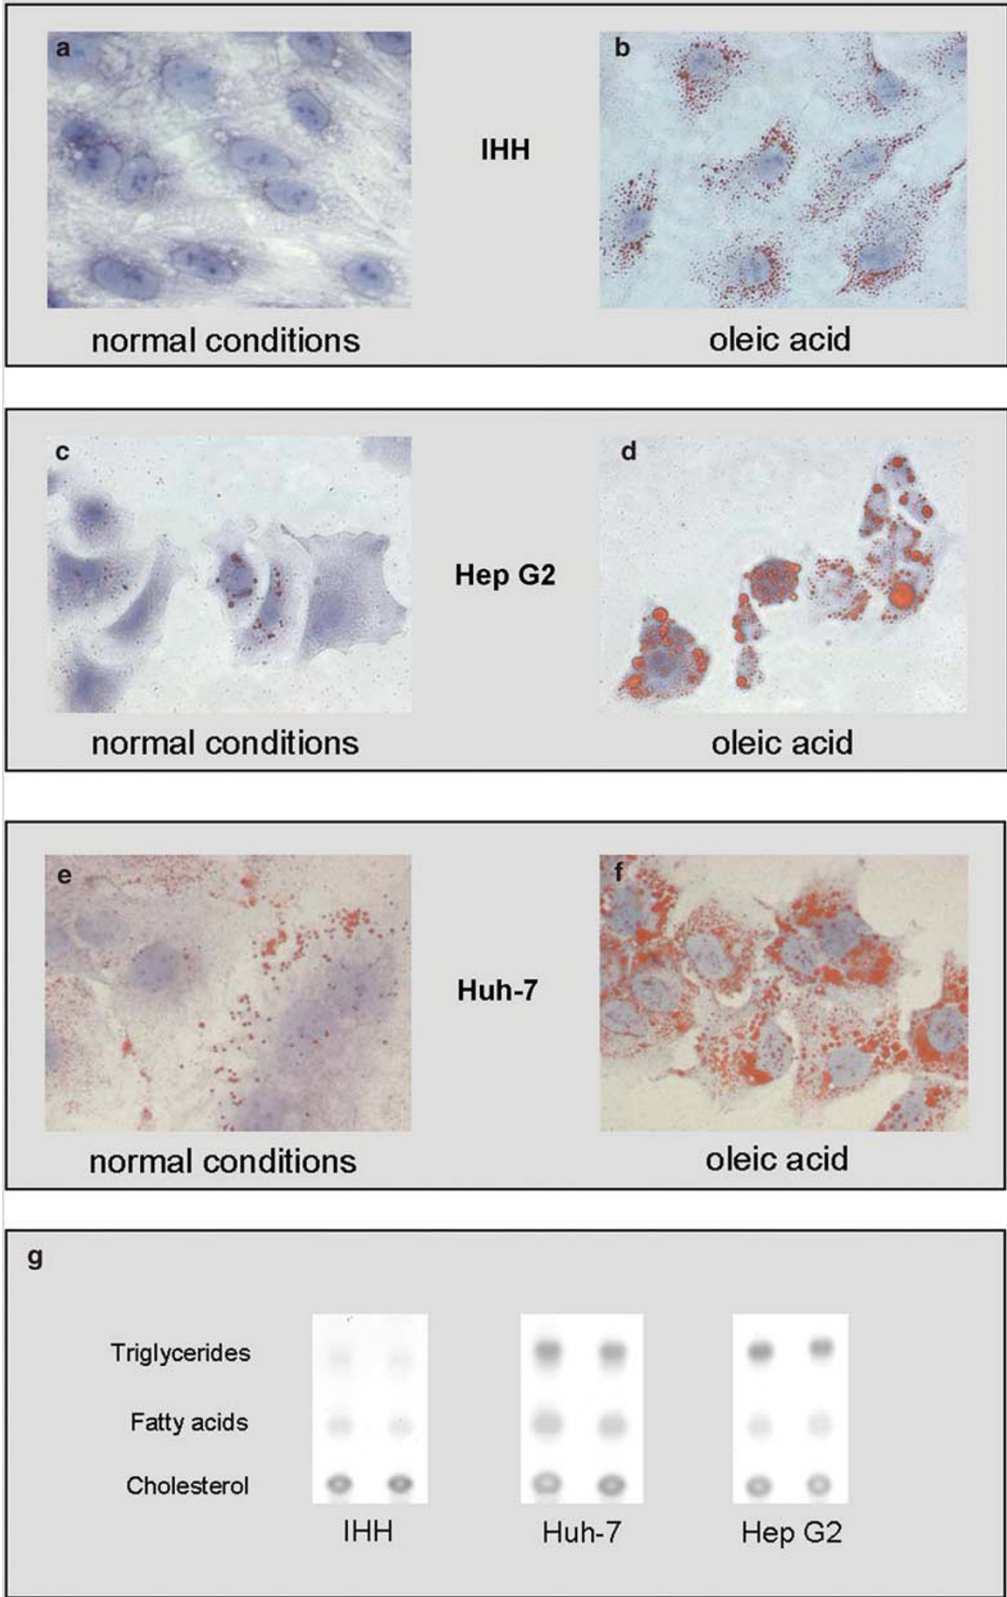 a
b
IHH
normal conditions
oleic acid
c
d
Hep G2
normal conditions
oleic acid
e
f
Huh-7
normal conditions
oleic acid
g
Triglycerides
Fatty acids
Cholesterol
IHH
Huh-7
Hep G2